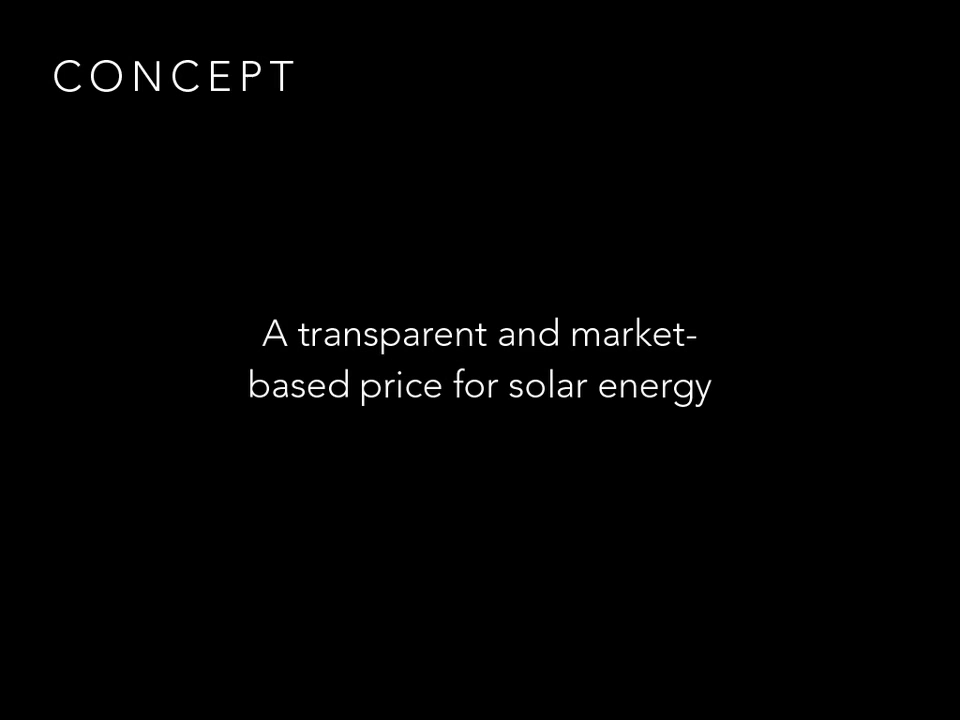 CONCEPT
A transparent and market-
based price for solar energy